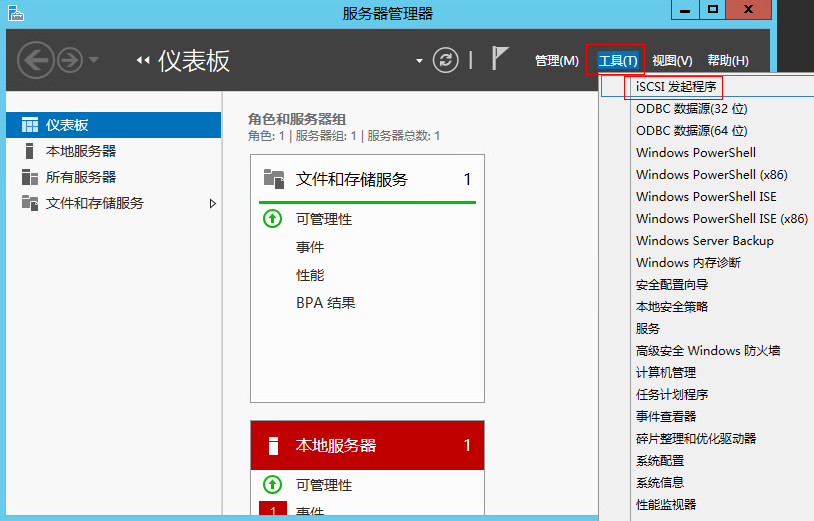 服务器管理器
仪表板
管理(M) 工具(T) 视图(V) 帮助(H)
仪表板
本地服务器
所有服务器
文件和存储服务
角色和服务器组
角色: 1 | 服务器组: 1 | 服务器总数: 1
文件和存储服务 1
可管理性
事件
性能
BPA 结果
本地服务器 1
可管理性
1 事件
iSCSI 发起程序
ODBC 数据源(32 位)
ODBC 数据源(64 位)
Windows PowerShell
Windows PowerShell (x86)
Windows PowerShell ISE
Windows PowerShell ISE (x86)
Windows Server Backup
Windows 内存诊断
安全配置向导
本地安全策略
服务
高级安全 Windows 防火墙
计算机管理
任务计划程序
事件查看器
碎片整理和优化驱动器
系统配置
系统信息
性能监视器